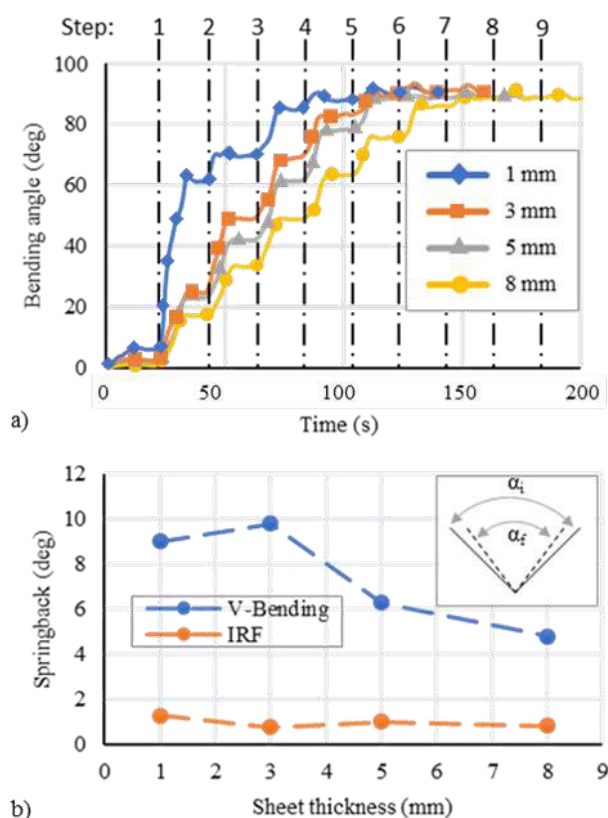 Step: 1 2 3 4 5 6 7 8 9
100
80
60
40
20
0
Bending angle (deg)
1 mm
3 mm
5 mm
8 mm
0 50 100 150 200
Time (s)
a)
12
10
8
6
4
2
0
Springback (deg)
αi
αf
V-Bending
IRF
0 1 2 3 4 5 6 7 8 9
Sheet thickness (mm)
b)